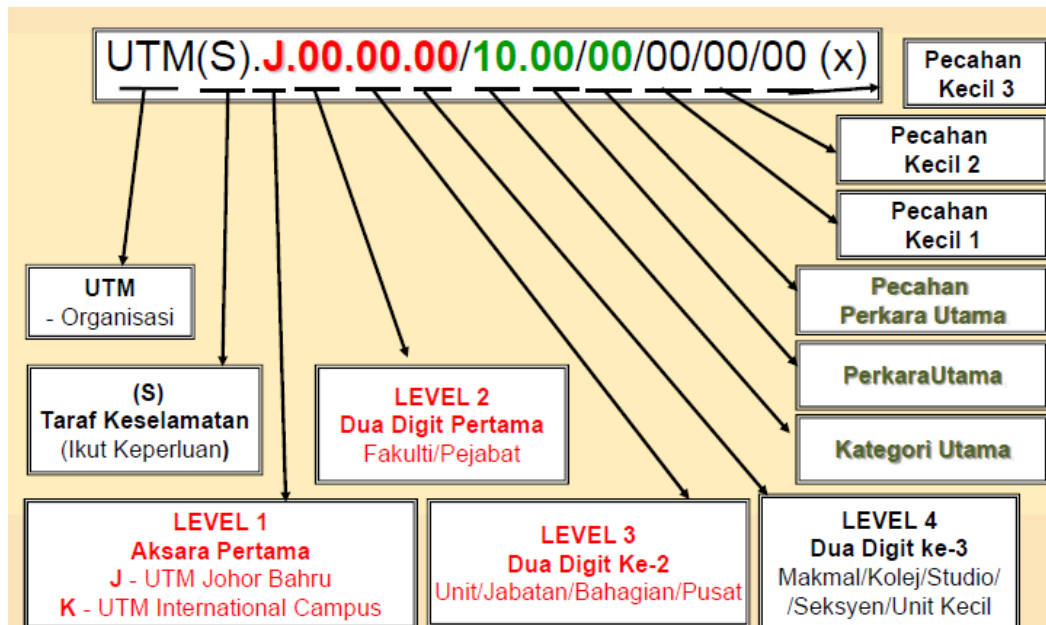 UTM(S).J.00.00.00/10.00/00/00/00/00 (x)
Pecahan
Kecil 3
Pecahan
Kecil 2
Pecahan
Kecil 1
UTM
- Organisasi
Pecahan
Perkara Utama
(S)
Taraf Keselamatan
(Ikut Keperluan)
LEVEL 2
Dua Digit Pertama
Fakulti/Pejabat
PerkaraUtama
Kategori Utama
LEVEL 1
Aksara Pertama
J - UTM Johor Bahru
K - UTM International Campus
LEVEL 3
Dua Digit Ke-2
Unit/Jabatan/Bahagian/Pusat
LEVEL 4
Dua Digit ke-3
Makmal/Kolej/Studio/
/Seksyen/Unit Kecil